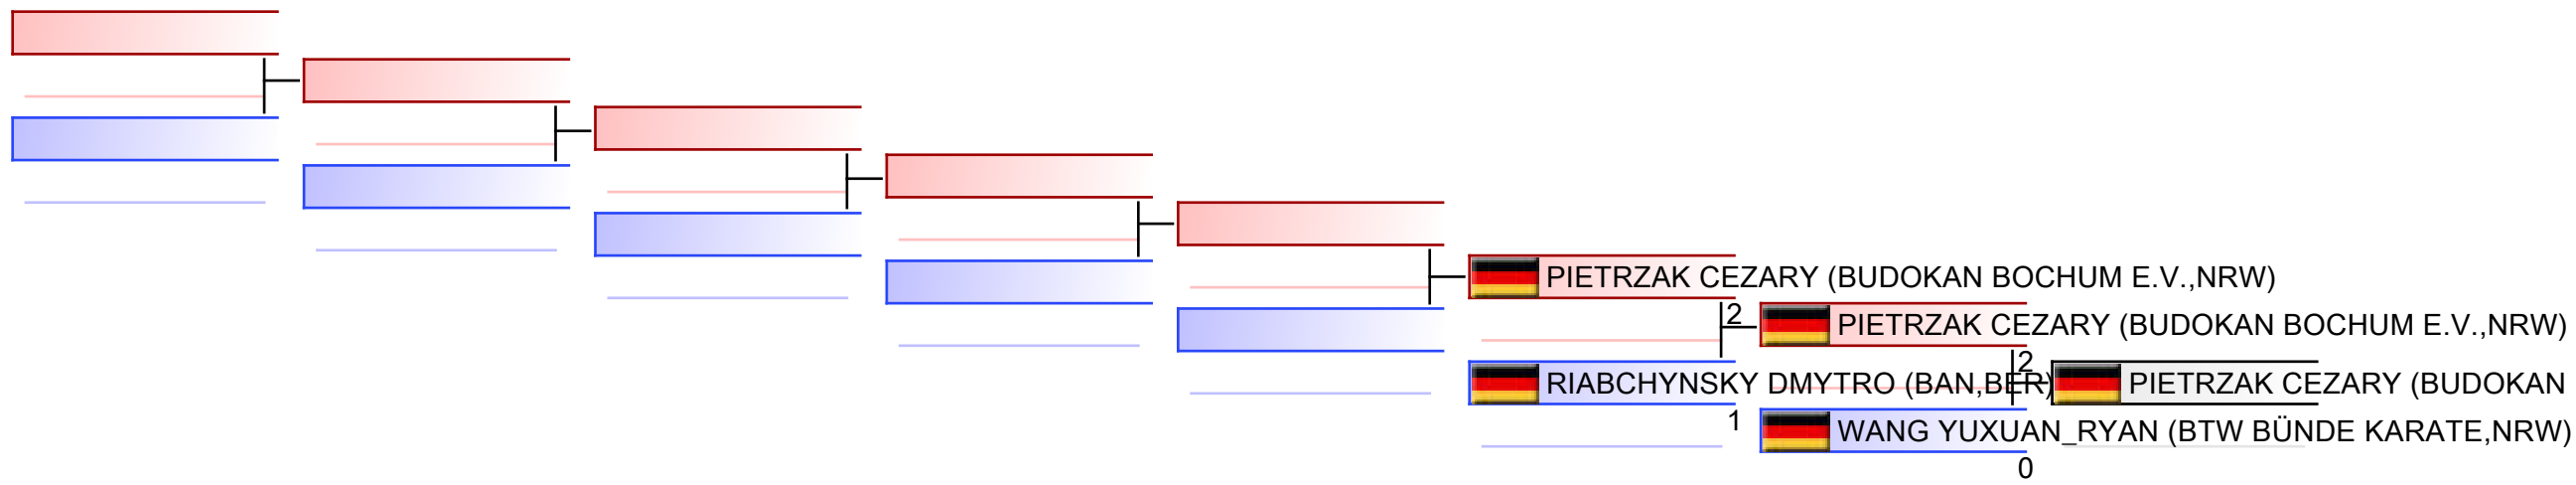 PIETRZAK CEZARY (BUDOKAN BOCHUM E.V.,NRW)
2
PIETRZAK CEZARY (BUDOKAN BOCHUM E.V.,NRW)
RIABCHYNSKY DMYTRO (BAN,BER)
2
PIETRZAK CEZARY (BUDOKAN
1
WANG YUXUAN_RYAN (BTW BÜNDE KARATE,NRW)
0